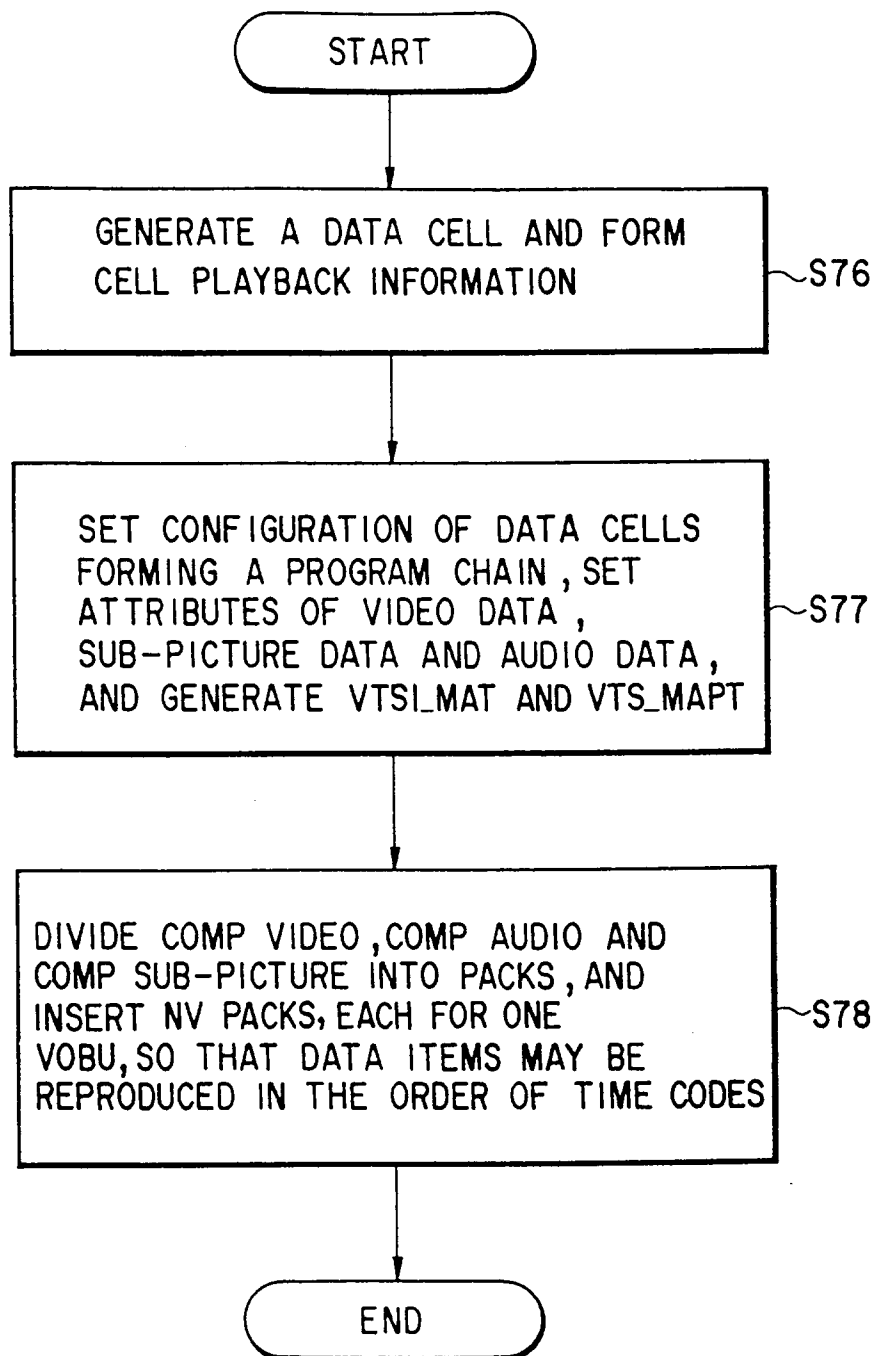 START
GENERATE A DATA CELL AND FORM
CELL PLAYBACK INFORMATION
S76
SET CONFIGURATION OF DATA CELLS
FORMING A PROGRAM CHAIN, SET
ATTRIBUTES OF VIDEO DATA,
SUB-PICTURE DATA AND AUDIO DATA,
AND GENERATE VTSI_MAT AND VTS_MAPT
S77
DIVIDE COMP VIDEO, COMP AUDIO AND
COMP SUB-PICTURE INTO PACKS, AND
INSERT NV PACKS, EACH FOR ONE
VOBU, SO THAT DATA ITEMS MAY BE
REPRODUCED IN THE ORDER OF TIME CODES
S78
END